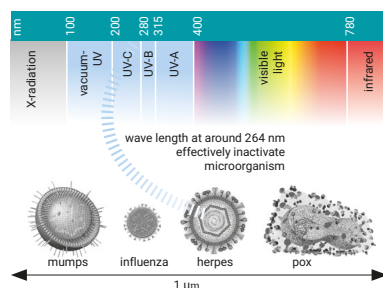 nm 100 200 280 315 400 780
X-radiation
vacuum-
UV
UV-C
UV-B
UV-A
visible
light
infrared
wave length at around 264 nm
effectively inactivate
microorganism
mumps influenza herpes pox
1 µm